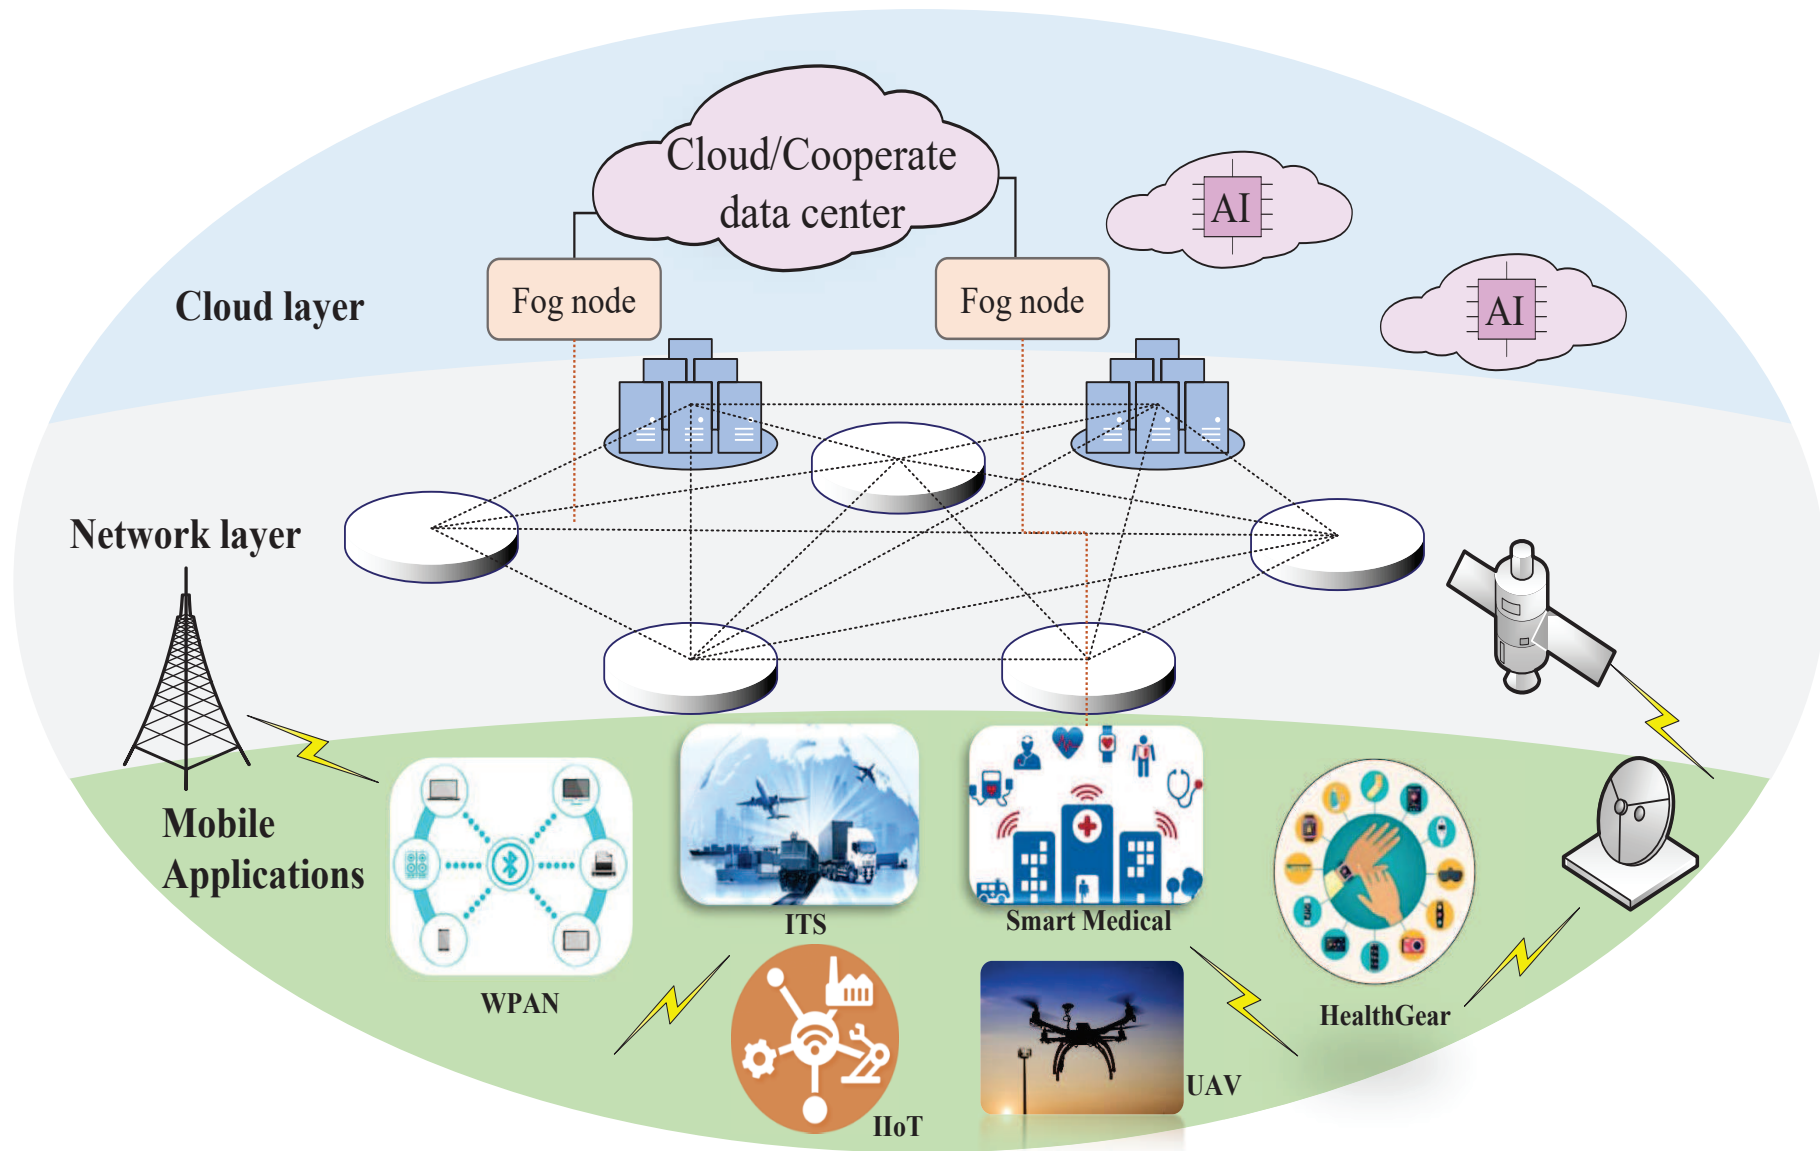 Cloud/Cooperate
data center
AI
AI
Fog node
Fog node
Cloud layer
Network layer
Mobile
Applications
ITS
Smart Medical
WPAN
HealthGear
UAV
IIoT